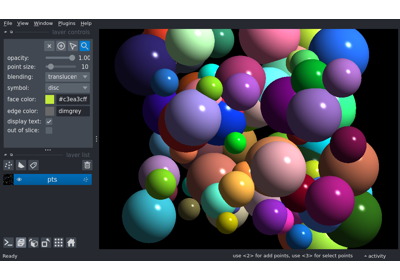 File View Window Plugins Help
layer controls
opacity: 1.00
point size: 10
blending: translucen
symbol: disc
face color: #c3ea3cff
edge color: dimgrey
display text:
out of slice:
layer list
pts
Ready use <2> for add points, use <3> for select points activity